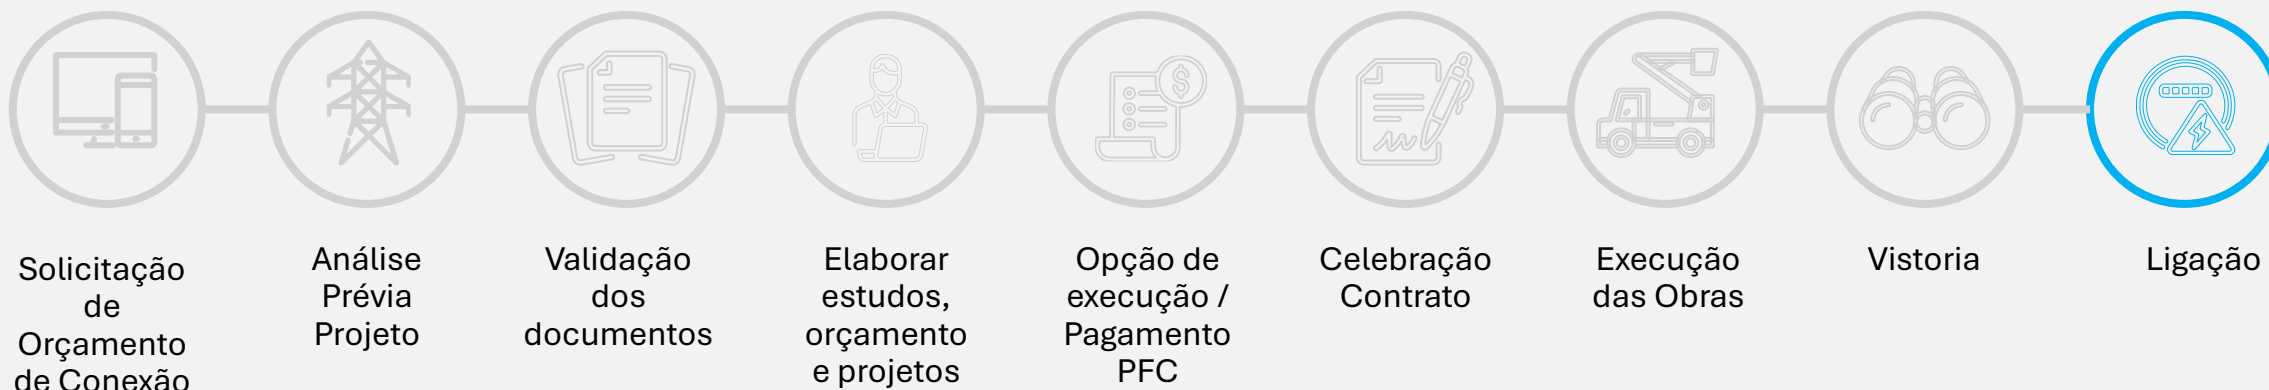 Solicitação
de
Orçamento
de Conexão
Análise
Prévia
Projeto
Validação
dos
documentos
Elaborar
estudos,
orçamento
e projetos
Opção de
execução /
Pagamento
PFC
Celebração
Contrato
Execução
das Obras
Vistoria
Ligação